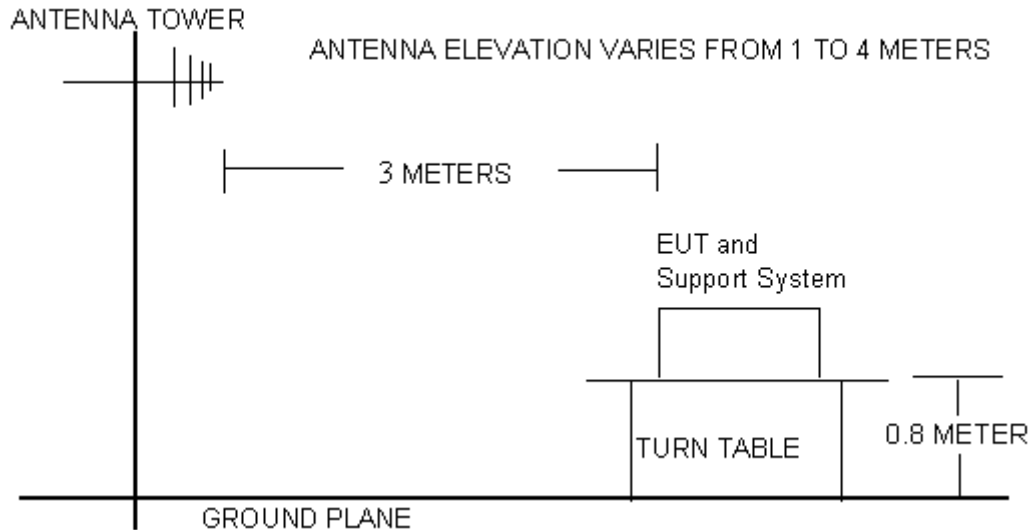 ANTENNA TOWER
ANTENNA ELEVATION VARIES FROM 1 TO 4 METERS
3 METERS
EUT and
Support System
0.8 METER
TURN TABLE
GROUND PLANE